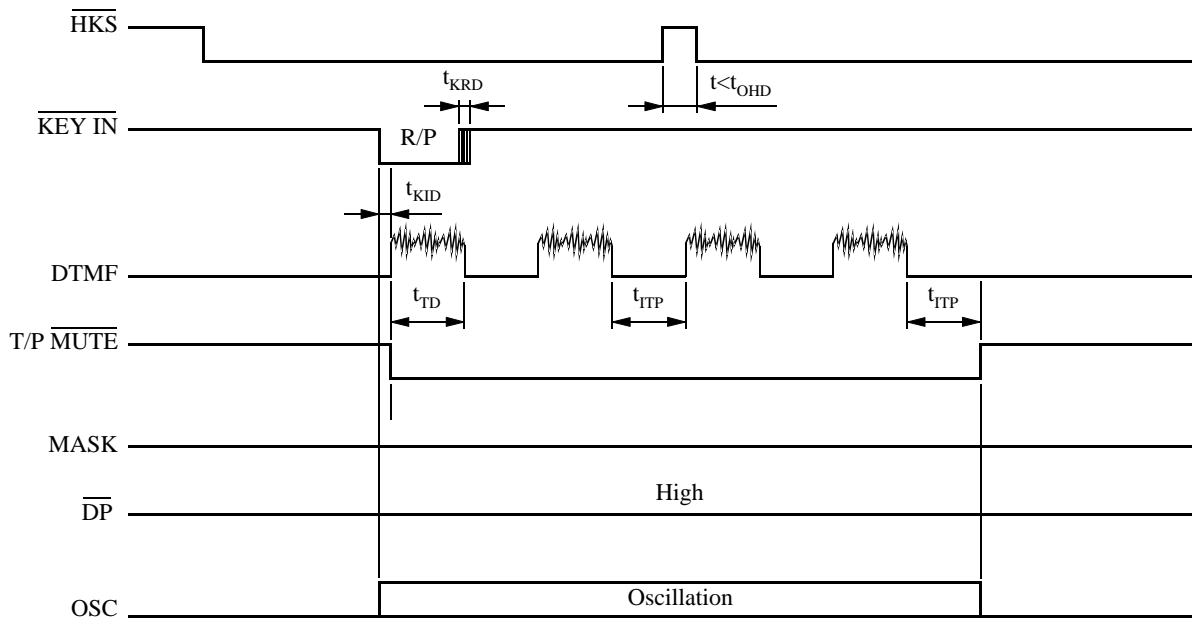 HKS
t<tOHD
tKRD
KEY IN
R/P
tKID
DTMF
tTD
tITP
tITP
T/P MUTE
MASK
High
DP
Oscillation
OSC